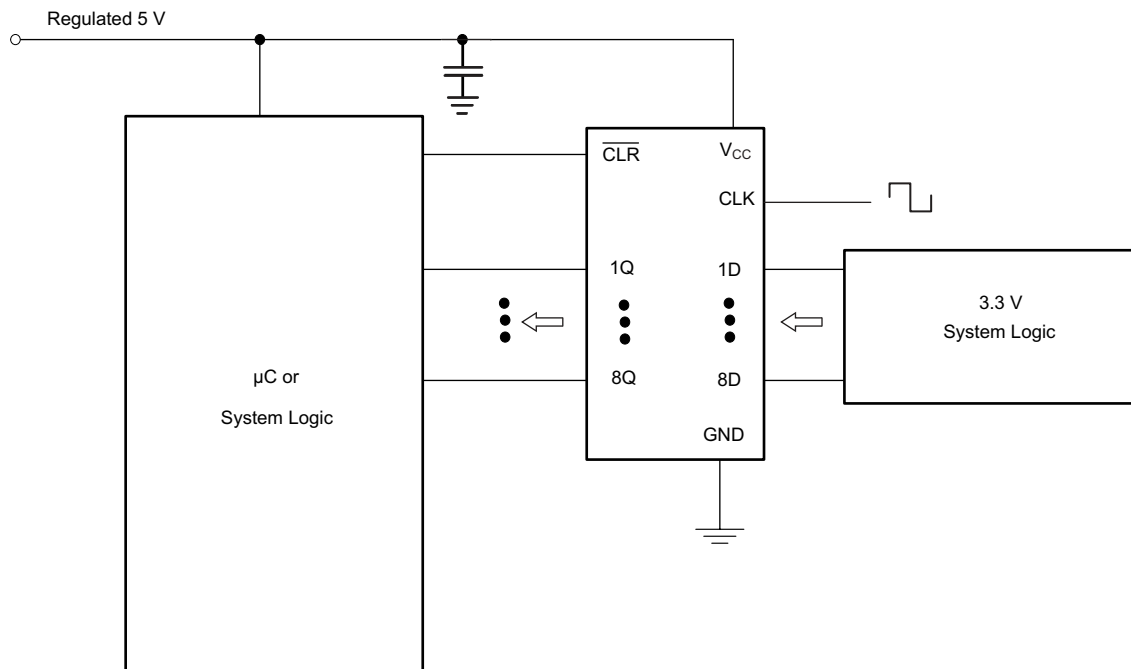 Regulated 5 V
CLR
VCC
CLK
1Q
1D
3.3 V
System Logic
µC or
System Logic
8Q
8D
GND